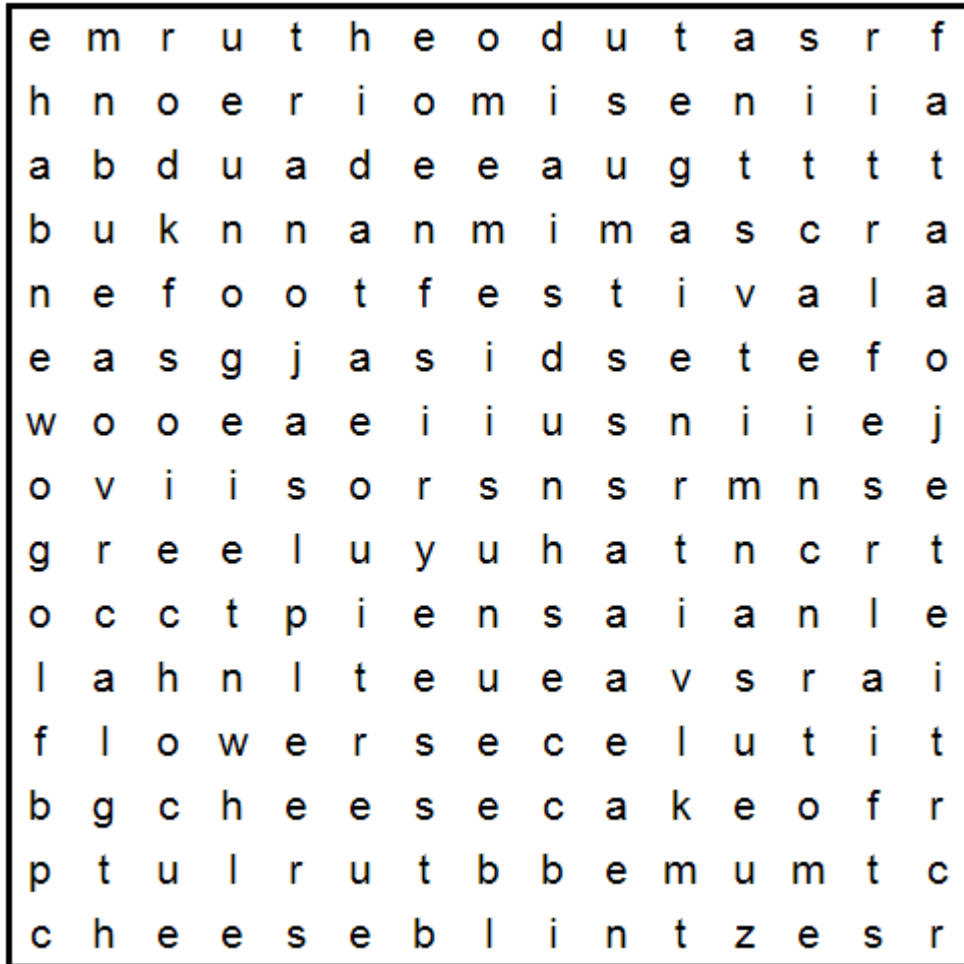 e m r u t h e o d u t a s r f
h n o e r i o m i s e n i i a
a b d u a d e e a u g t t t t
b u k n n a n m i m a s c r a
n e f o o t f e s t i v a l a
e a s g j a s i d s e t e f o
w o o e a e i i u s n i i e j
o v i i s o r s n s r m n s e
g r e e l u y u h a t n c r t
o c c t p i e n s a i a n l e
l a h n l t e u e a v s r a i
f l o w e r s e c e l u t i t
b g c h e e s e c a k e o f r
p t u l r u t b b e m u m t c
c h e e s e b l i n t z e s r